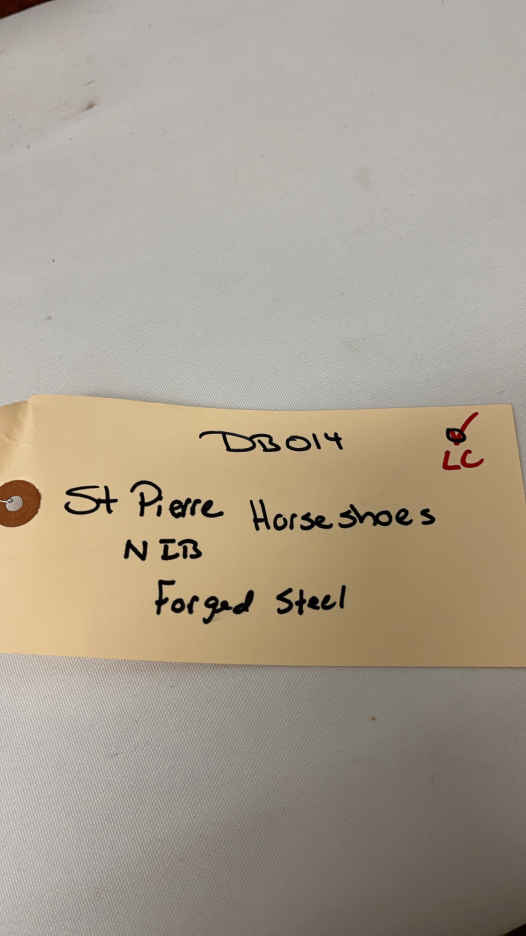 DB014
LC
St Pierre Horseshoes
NIB
Forged Steel